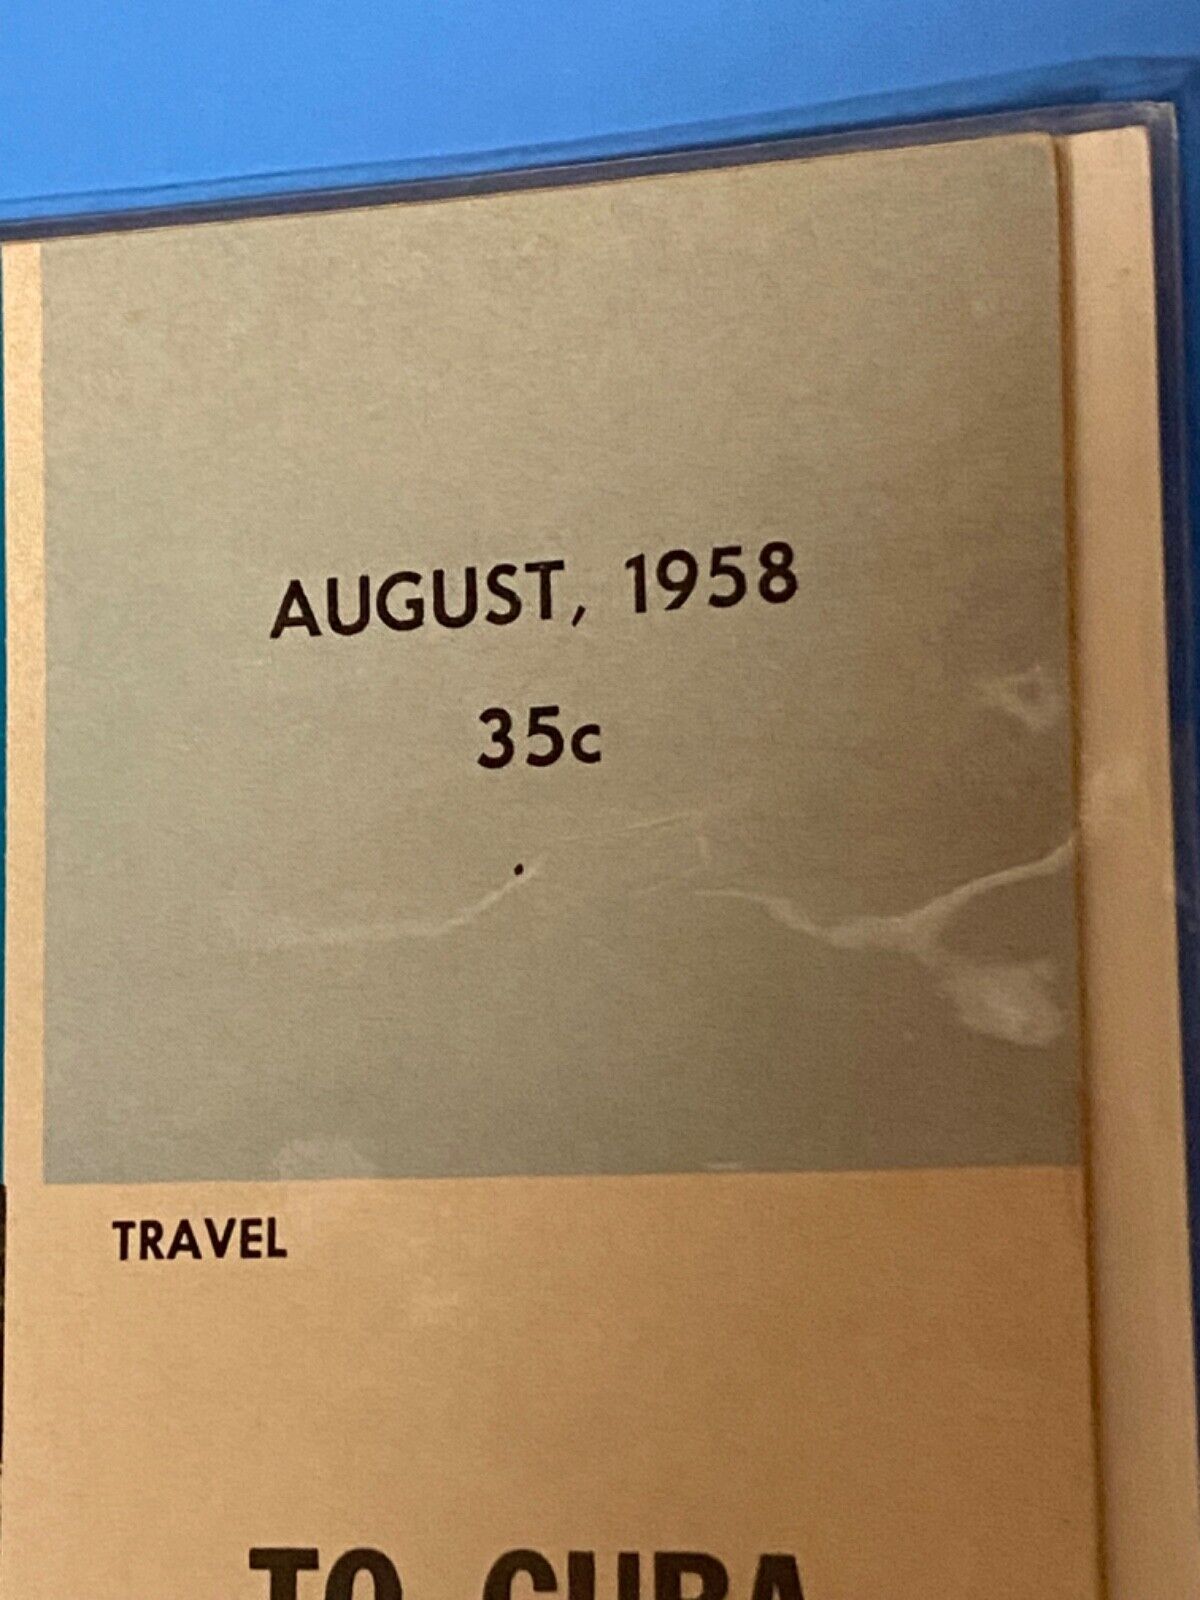 AUGUST, 1958
35c
TRAVEL
TO CUBA